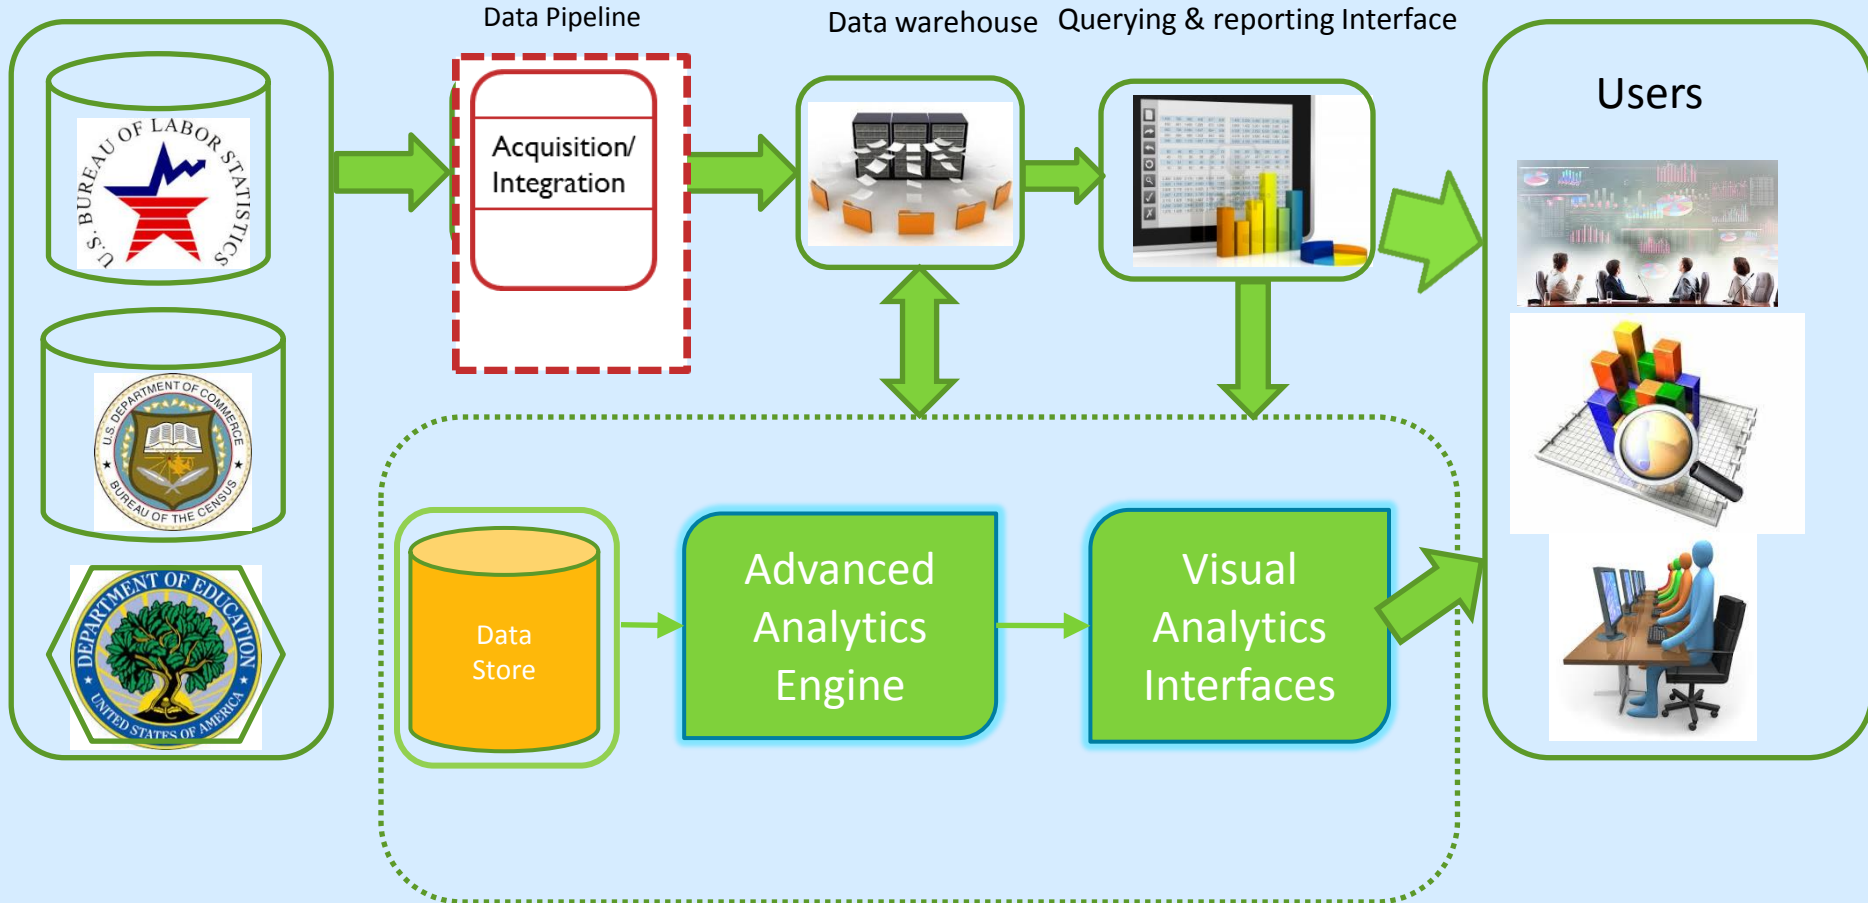 Data Pipeline
Data warehouse
Querying & reporting Interface
Users
U.S. BUREAU OF LABOR STATISTICS
Acquisition/
Integration
U.S. DEPARTMENT OF COMMERCE
BUREAU OF THE CENSUS
DEPARTMENT OF EDUCATION
UNITED STATES OF AMERICA
Data
Store
Advanced
Analytics
Engine
Visual
Analytics
Interfaces